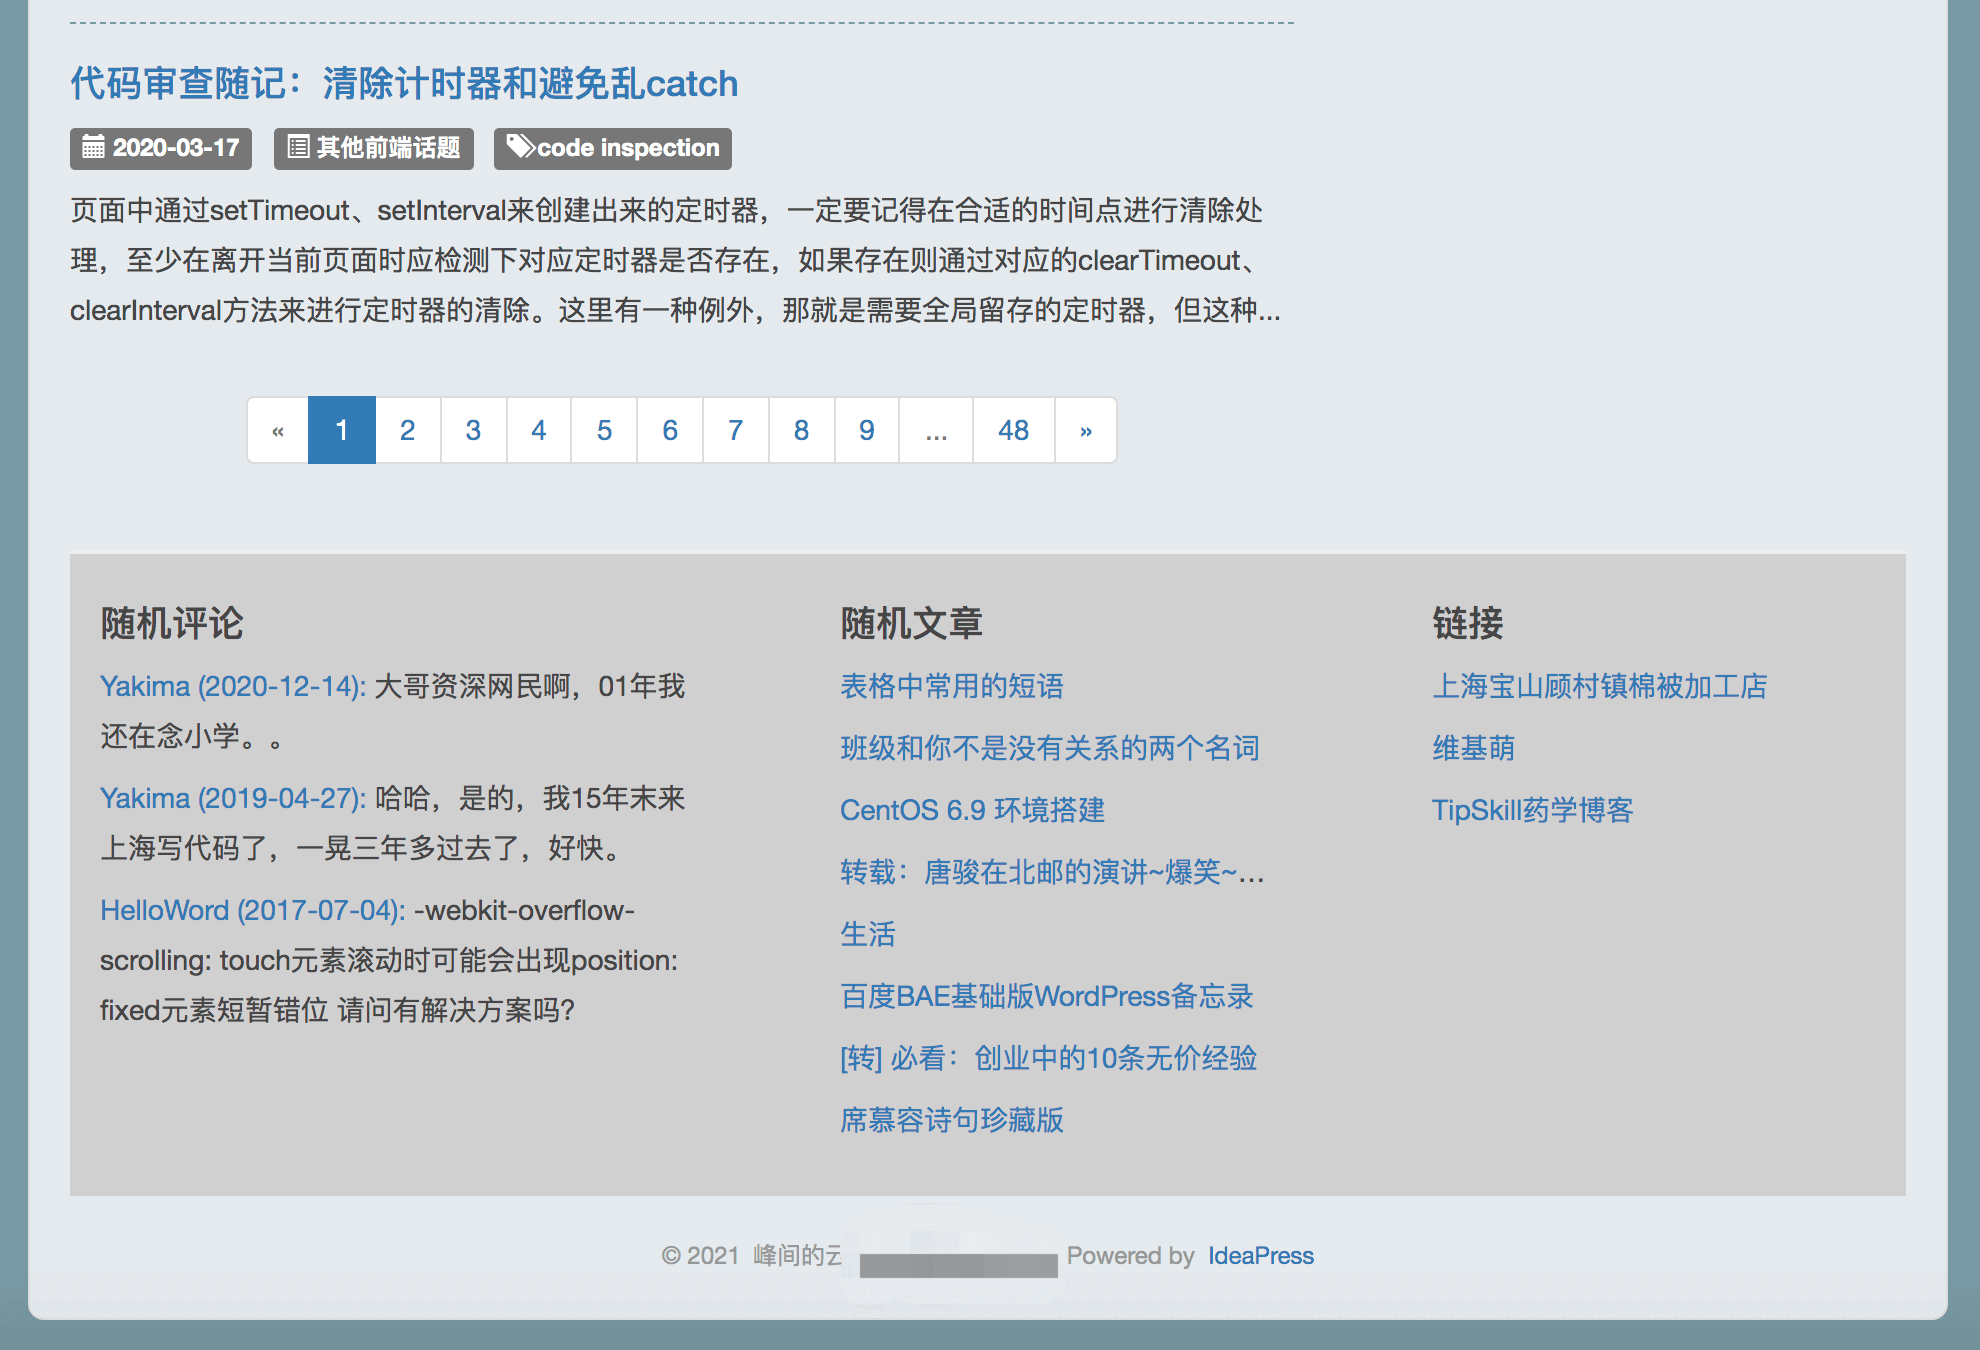 代码审查随记：清除计时器和避免乱catch
2020-03-17 其他前端话题 code inspection
页面中通过setTimeout、setInterval来创建出来的定时器，一定要记得在合适的时间点进行清除处
理，至少在离开当前页面时应检测下对应定时器是否存在，如果存在则通过对应的clearTimeout、
clearInterval方法来进行定时器的清除。这里有一种例外，那就是需要全局留存的定时器，但这种...
« 1 2 3 4 5 6 7 8 9 ... 48 »
随机评论
Yakima (2020-12-14): 大哥资深网民啊，01年我
还在念小学。。
Yakima (2019-04-27): 哈哈，是的，我15年末来
上海写代码了，一晃三年多过去了，好快。
HelloWord (2017-07-04): -webkit-overflow-
scrolling: touch元素滚动时可能会出现position:
fixed元素短暂错位 请问有解决方案吗?
随机文章
表格中常用的短语
班级和你不是没有关系的两个名词
CentOS 6.9 环境搭建
转载：唐骏在北邮的演讲~爆笑~...
生活
百度BAE基础版WordPress备忘录
[转] 必看：创业中的10条无价经验
席慕容诗句珍藏版
链接
上海宝山顾村镇棉被加工店
维基萌
TipSkill药学博客
© 2021 峰间的云 Powered by IdeaPress